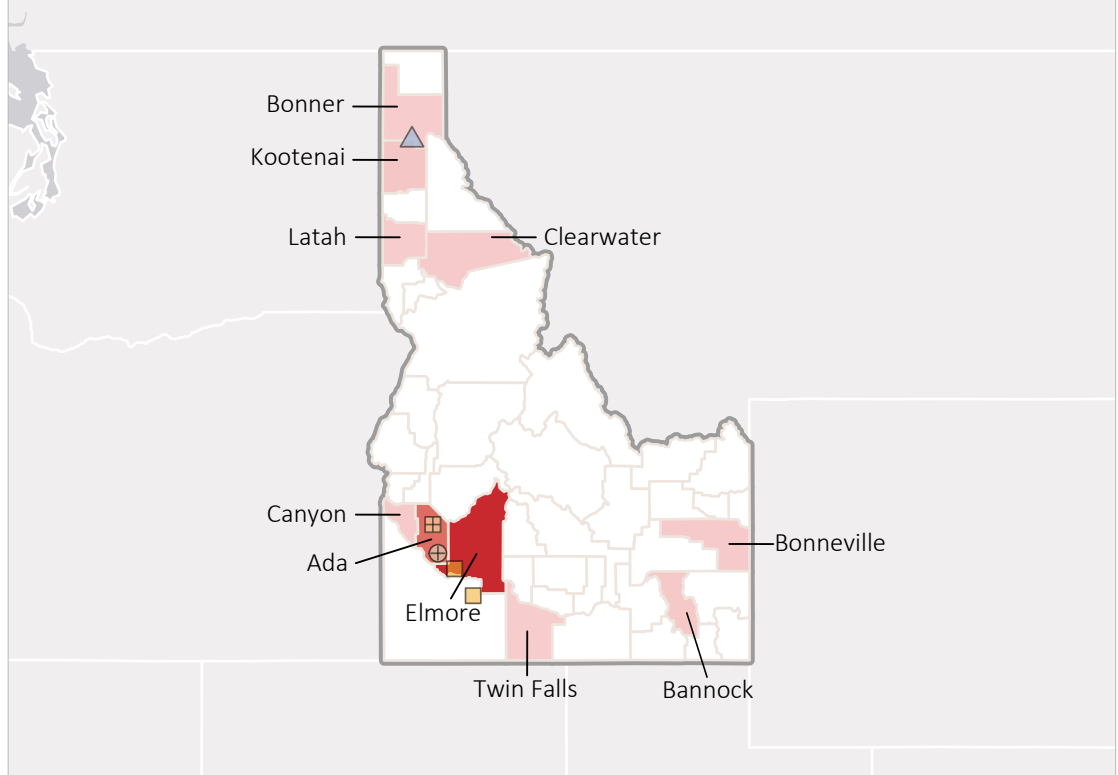 Bonner
Kootenai
Latah
Clearwater
Canyon
Ada
Bonneville
Elmore
Twin Falls
Bannock